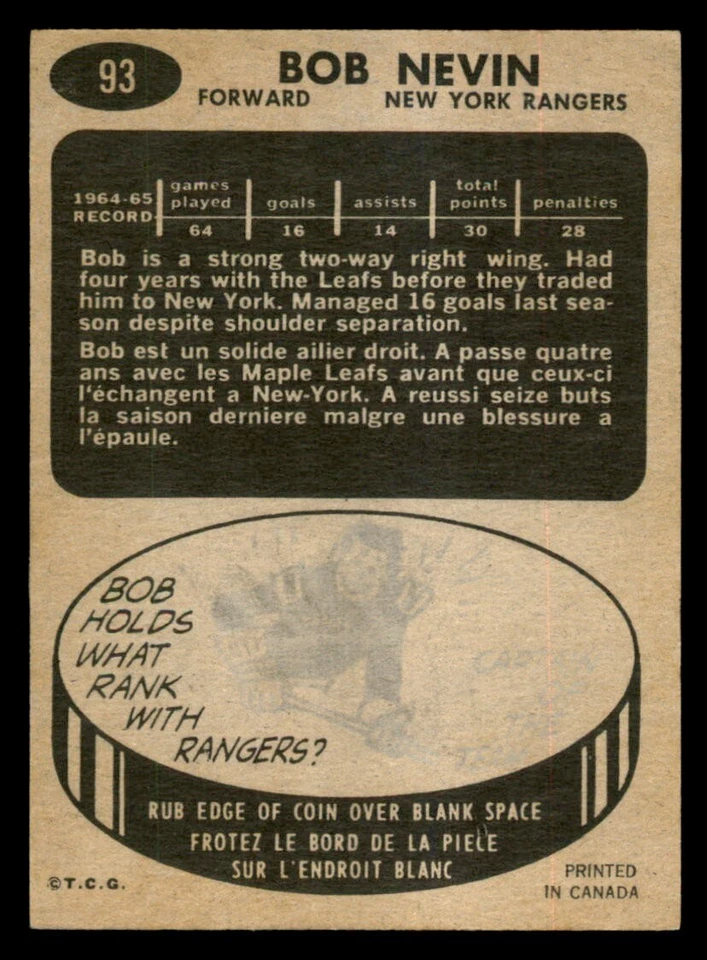 93
BOB NEVIN
FORWARD NEW YORK RANGERS
1964-65 RECORD games played goals assists total points penalties
64 16 14 30 28
Bob is a strong two-way right wing. Had
four years with the Leafs before they traded
him to New York. Managed 16 goals last sea-
son despite shoulder separation.
Bob est un solide ailier droit. A passe quatre
ans avec les Maple Leafs avant que ceux-ci
l'échangent a New-York. A reussi seize buts
la saison derniere malgre une blessure a
l'épaule.
BOB
HOLDS
WHAT
RANK
WITH
RANGERS?
RUB EDGE OF COIN OVER BLANK SPACE
FROTEZ LE BORD DE LA PIECE
SUR L'ENDROIT BLANC
©T.C.G.
PRINTED
IN CANADA